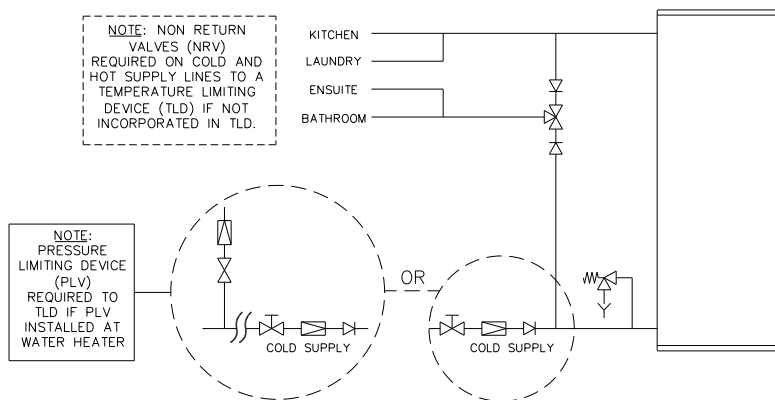 NOTE: NON RETURN
VALVES (NRV)
REQUIRED ON COLD AND
HOT SUPPLY LINES TO A
TEMPERATURE LIMITING
DEVICE (TLD) IF NOT
INCORPORATED IN TLD.
KITCHEN
LAUNDRY
ENSUITE
BATHROOM
NOTE:
PRESSURE
LIMITING DEVICE
(PLV)
REQUIRED TO
TLD IF PLV
INSTALLED AT
WATER HEATER
COLD SUPPLY
OR
COLD SUPPLY